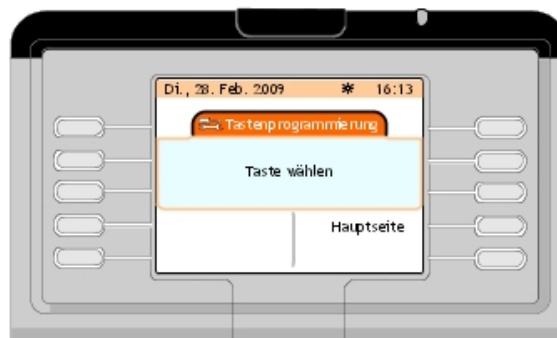 Di., 28. Feb. 2009 16:13
Tastenprogrammierung
Taste wählen
Hauptseite